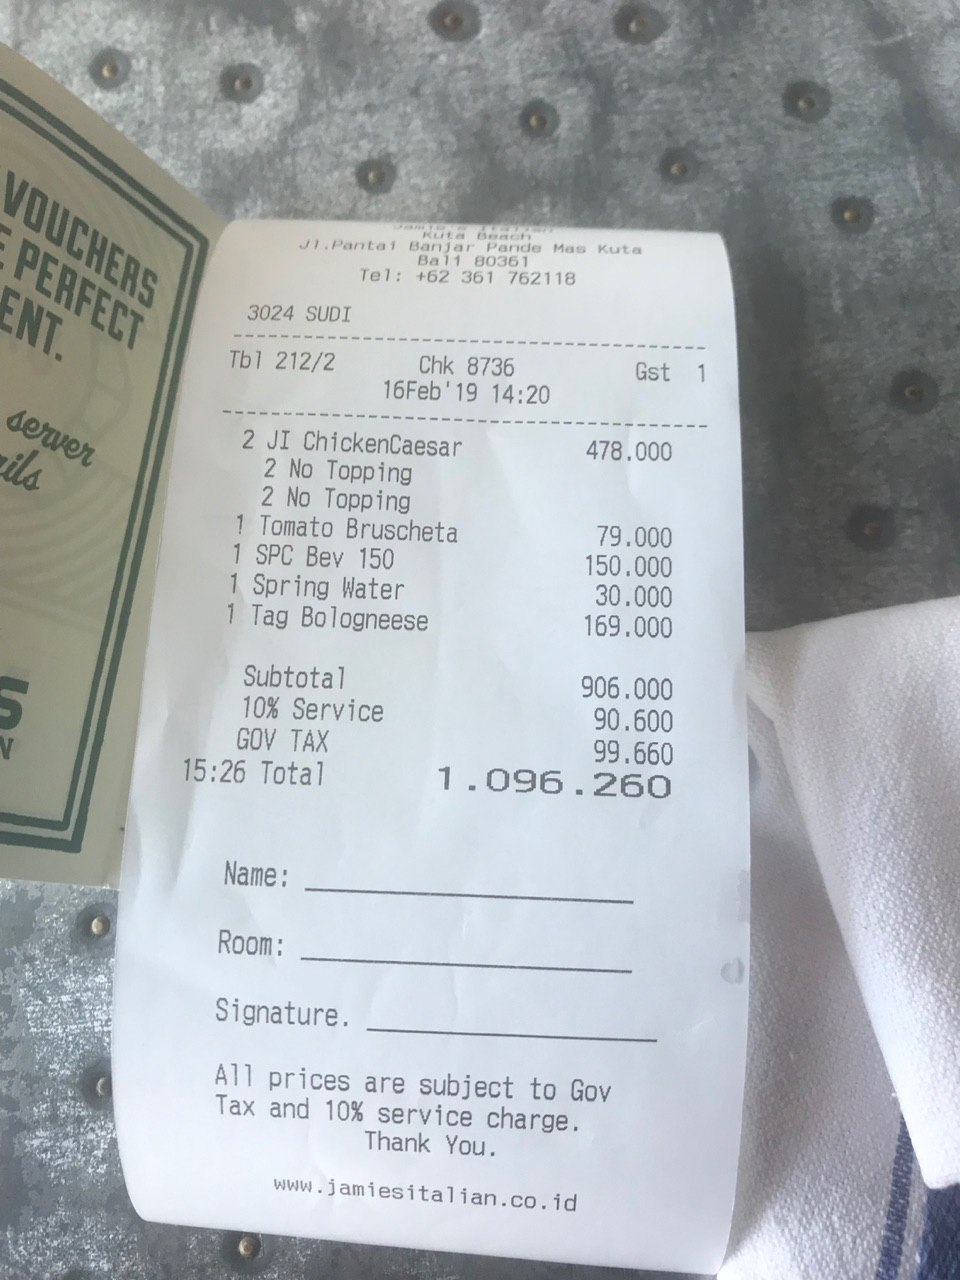 VOUCHERS
E PERFECT
ENT.
server
ails
S
N
Jamie's Italian
Kuta Beach
Jl.Pantai Banjar Pande Mas Kuta
Bali 80361
Tel: +62 361 762118
3024 SUDI
Tbl 212/2 Chk 8736 Gst 1
16Feb'19 14:20
2 JI ChickenCaesar 478.000
2 No Topping
2 No Topping
1 Tomato Bruscheta 79.000
1 SPC Bev 150 150.000
1 Spring Water 30.000
1 Tag Bologneese 169.000
Subtotal 906.000
10% Service 90.600
GOV TAX 99.660
15:26 Total 1.096.260
Name:
Room:
Signature.
All prices are subject to Gov
Tax and 10% service charge.
Thank You.
www.jamiesitalian.co.id